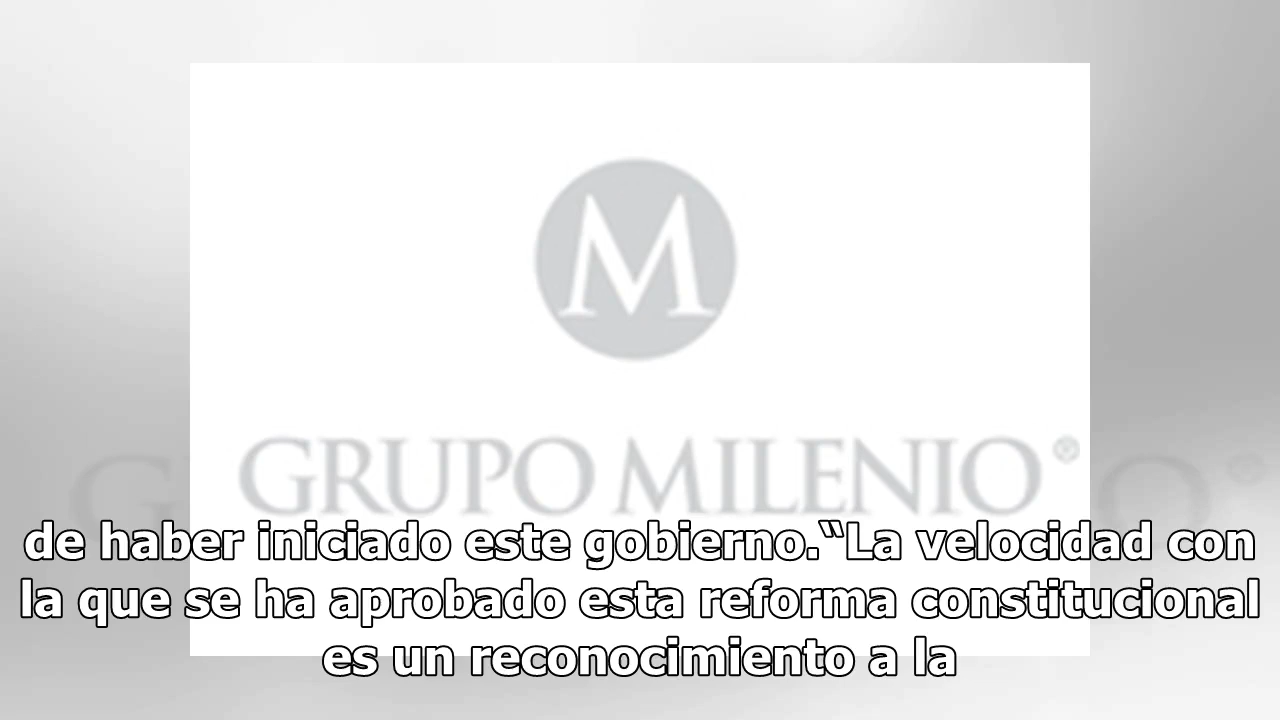 M
GRUPO MILENIO®
de haber iniciado este gobierno.“La velocidad con
la que se ha aprobado esta reforma constitucional
es un reconocimiento a la